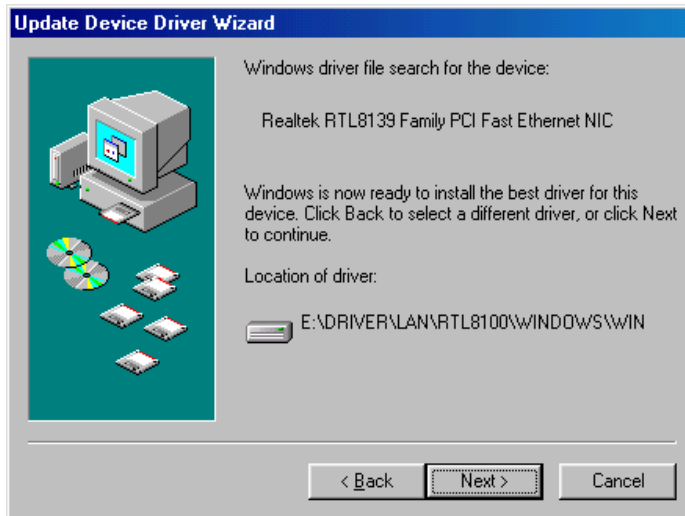 Update Device Driver Wizard
Windows driver file search for the device:
Realtek RTL8139 Family PCI Fast Ethernet NIC
Windows is now ready to install the best driver for this
device. Click Back to select a different driver, or click Next
to continue.
Location of driver:
E:\DRIVER\LAN\RTL8100\WINDOWS\WIN
< Back
Next >
Cancel